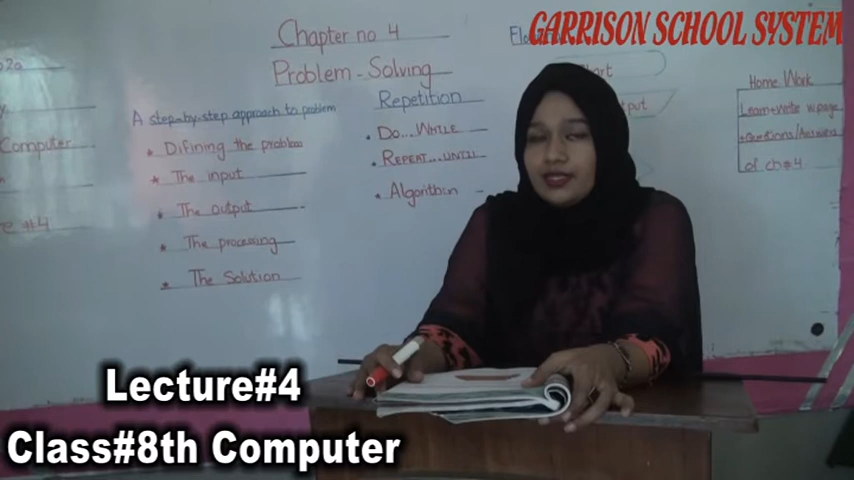 GARRISON SCHOOL SYSTEM
Chapter no 4
Problem-Solving
A step-by-step approach to problem
* Difining the problem
* The input
* The output
* The processing
* The Solution
Repetition
• DO...WHILE
• REPEAT...UNTIL
• Algorithm
Home Work
Learn+Write w.page
+Questions/Answers
of ch#4
Computer
#4
Lecture#4
Class#8th Computer